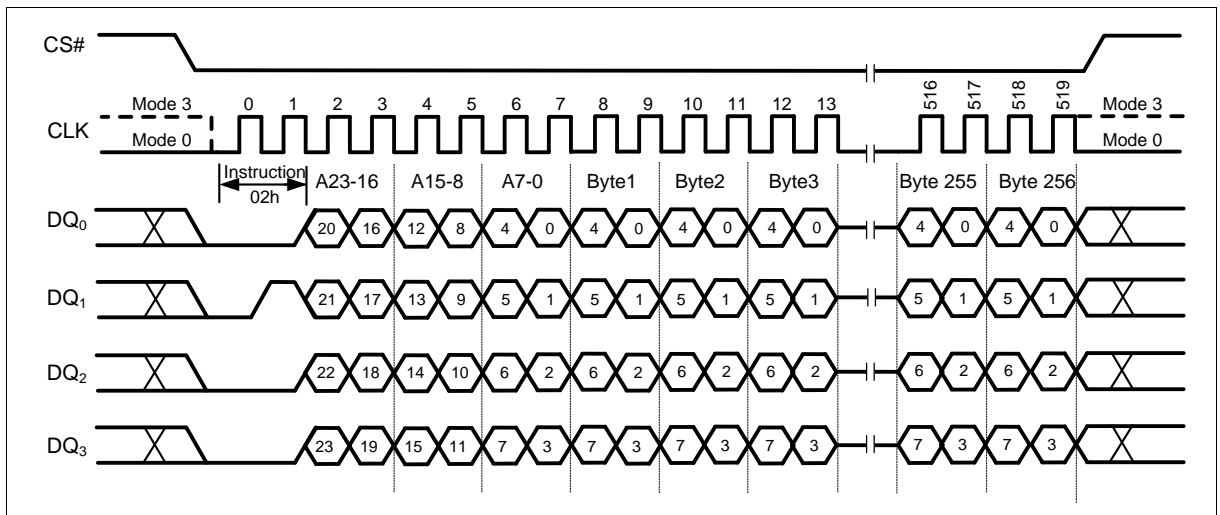 CS#
Mode 3 0 1 2 3 4 5 6 7 8 9 10 11 12 13 516 517 518 519 Mode 3
CLK
Mode 0 Mode 0
Instruction A23-16 A15-8 A7-0 Byte1 Byte2 Byte3 Byte 255 Byte 256
02h
DQ0 20 16 12 8 4 0 4 0 4 0 4 0 4 0 4 0
DQ1 21 17 13 9 5 1 5 1 5 1 5 1 5 1 5 1
DQ2 22 18 14 10 6 2 6 2 6 2 6 2 6 2 6 2
DQ3 23 19 15 11 7 3 7 3 7 3 7 3 7 3 7 3